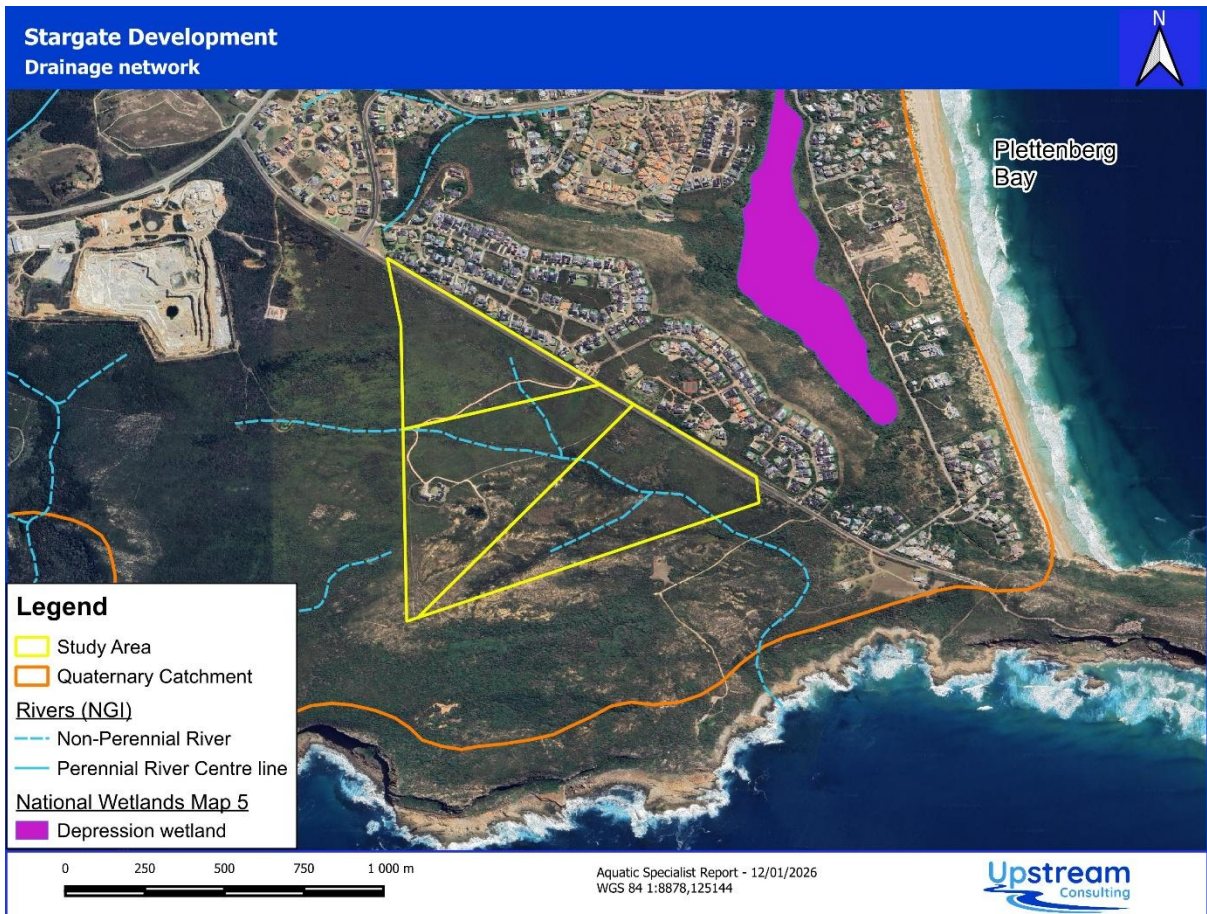 Stargate Development
Drainage network
N
Plettenberg
Bay
Legend
Study Area
Quaternary Catchment
Rivers (NGI)
Non-Perennial River
Perennial River Centre line
National Wetlands Map 5
Depression wetland
0 250 500 750 1 000 m
Aquatic Specialist Report - 12/01/2026
WGS 84 1:8878,125144
Upstream
Consulting